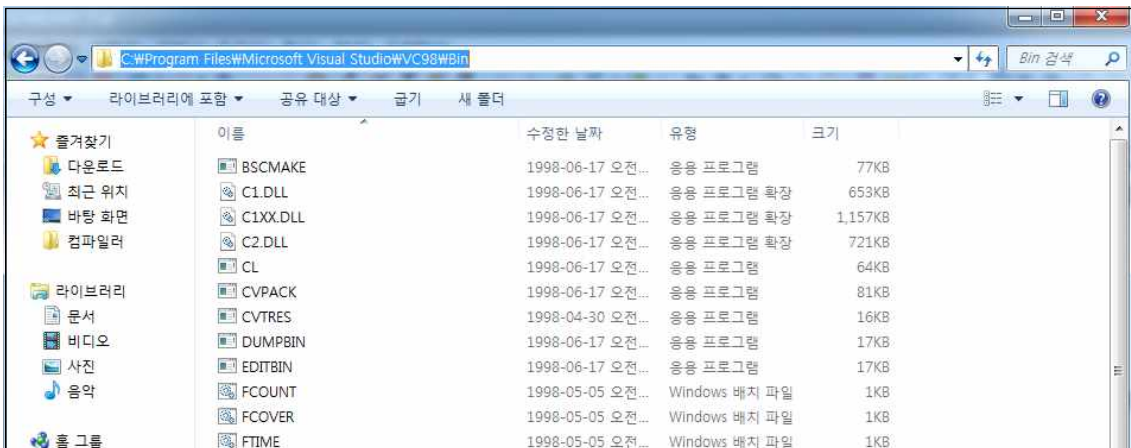 C:₩Program Files₩Microsoft Visual Studio₩VC98₩Bin
Bin 검색
구성 라이브러리에 포함 공유 대상 굽기 새 폴더
이름 수정한 날짜 유형 크기
즐겨찾기
다운로드
최근 위치
바탕 화면
컴파일러
라이브러리
문서
비디오
사진
음악
홈 그룹
BSCMAKE 1998-06-17 오전... 응용 프로그램 77KB
C1.DLL 1998-06-17 오전... 응용 프로그램 확장 653KB
C1XX.DLL 1998-06-17 오전... 응용 프로그램 확장 1,157KB
C2.DLL 1998-06-17 오전... 응용 프로그램 확장 721KB
CL 1998-06-17 오전... 응용 프로그램 64KB
CVPACK 1998-06-17 오전... 응용 프로그램 81KB
CVTRES 1998-04-30 오전... 응용 프로그램 16KB
DUMPBIN 1998-06-17 오전... 응용 프로그램 17KB
EDITBIN 1998-06-17 오전... 응용 프로그램 17KB
FCOUNT 1998-05-05 오전... Windows 배치 파일 1KB
FCOVER 1998-05-05 오전... Windows 배치 파일 1KB
FTIME 1998-05-05 오전... Windows 배치 파일 1KB